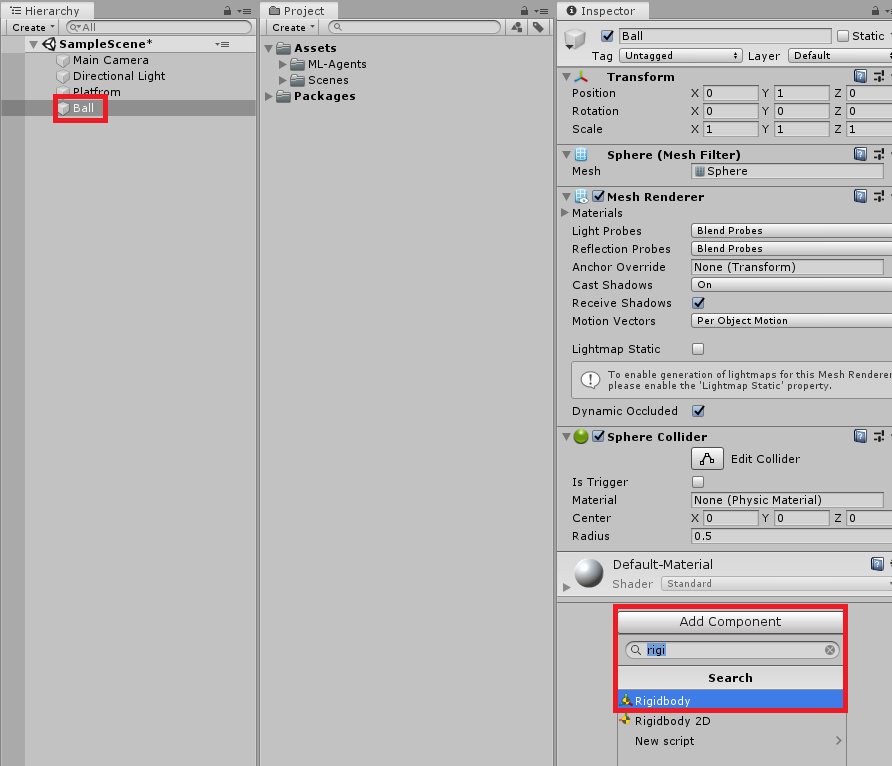 Hierarchy
Create
All
SampleScene*
Main Camera
Directional Light
Platfrom
Ball
Project
Create
Assets
ML-Agents
Scenes
Packages
Inspector
Ball Static
Tag Untagged Layer Default
Transform
Position X 0 Y 1 Z 0
Rotation X 0 Y 0 Z 0
Scale X 1 Y 1 Z 1
Sphere (Mesh Filter)
Mesh Sphere
Mesh Renderer
Materials
Light Probes Blend Probes
Reflection Probes Blend Probes
Anchor Override None (Transform)
Cast Shadows On
Receive Shadows
Motion Vectors Per Object Motion
Lightmap Static
To enable generation of lightmaps for this Mesh Renderer
please enable the 'Lightmap Static' property.
Dynamic Occluded
Sphere Collider
Edit Collider
Is Trigger
Material None (Physic Material)
Center X 0 Y 0 Z 0
Radius 0.5
Default-Material
Shader Standard
Add Component
rigi
Search
Rigidbody
Rigidbody 2D
New script